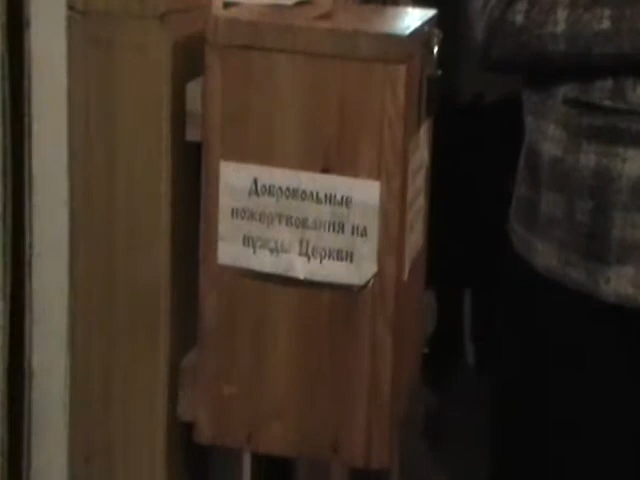 Добровольные
пожертвования на
нужды Церкви